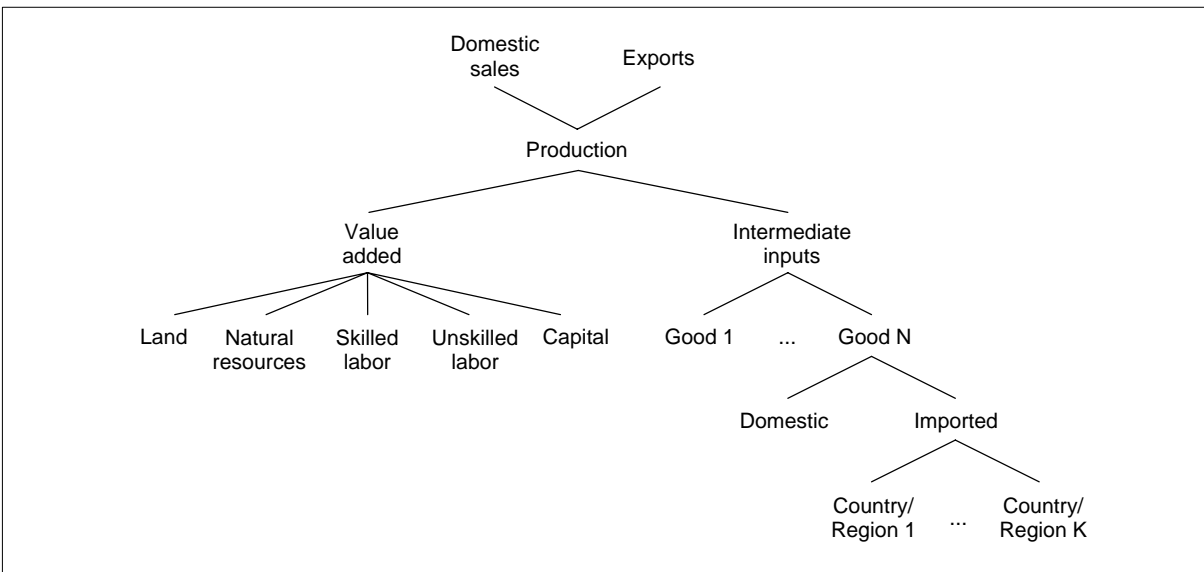 Domestic
sales
Exports
Production
Value
added
Intermediate
inputs
Land
Natural
resources
Skilled
labor
Unskilled
labor
Capital
Good 1
...
Good N
Domestic
Imported
Country/
Region 1
...
Country/
Region K